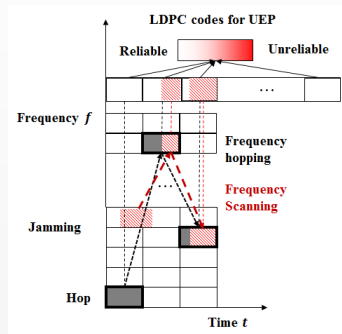 LDPC codes for UEP
Reliable
Unreliable
...
Frequency f
Frequency
hopping
...
Frequency
Scanning
Jamming
Hop
Time t